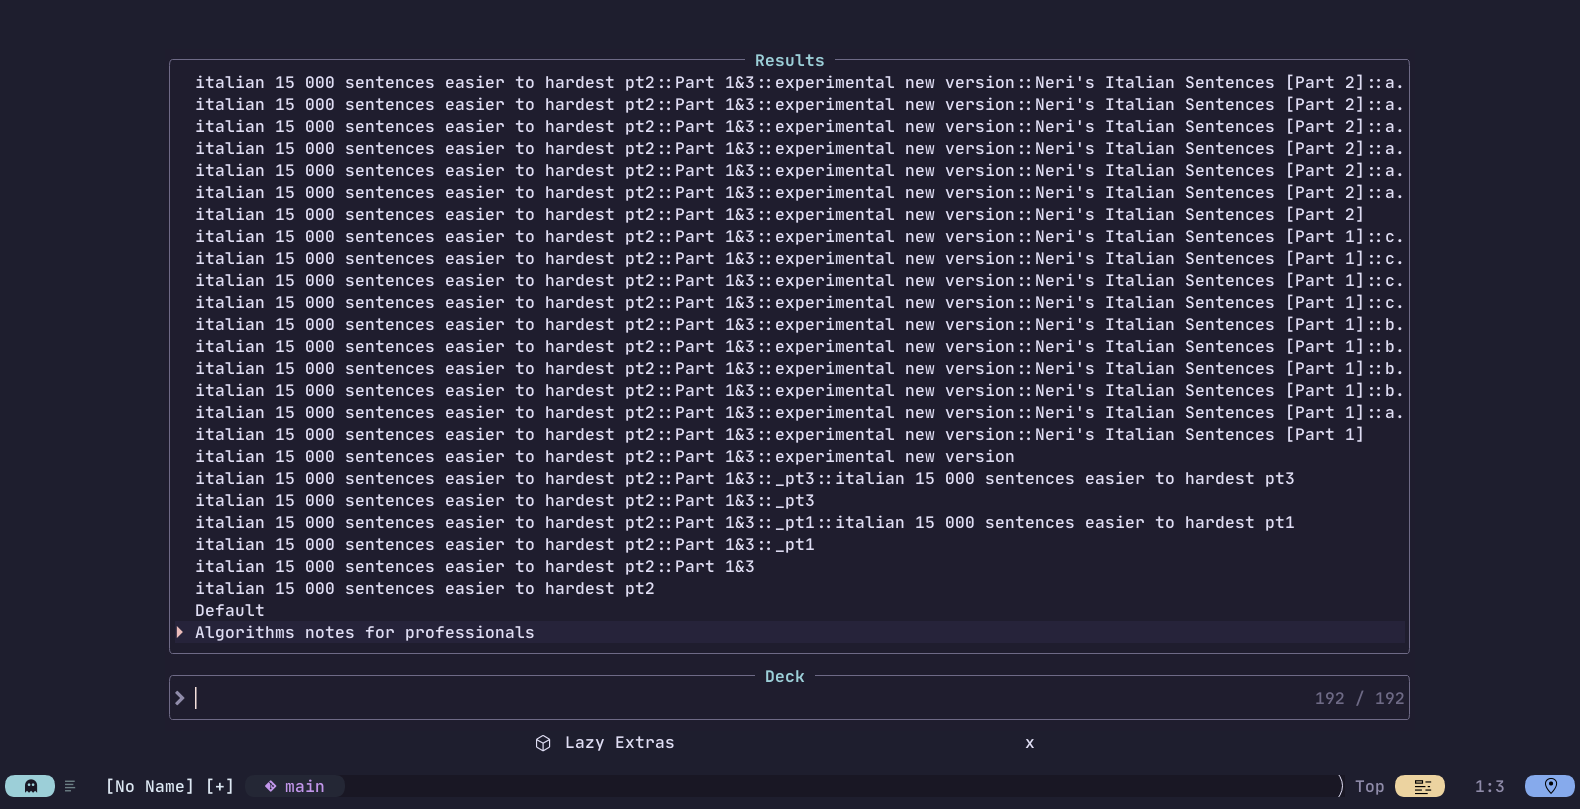 Results
italian 15 000 sentences easier to hardest pt2::Part 1&3::experimental new version::Neri's Italian Sentences [Part 2]::a.
italian 15 000 sentences easier to hardest pt2::Part 1&3::experimental new version::Neri's Italian Sentences [Part 2]::a.
italian 15 000 sentences easier to hardest pt2::Part 1&3::experimental new version::Neri's Italian Sentences [Part 2]::a.
italian 15 000 sentences easier to hardest pt2::Part 1&3::experimental new version::Neri's Italian Sentences [Part 2]::a.
italian 15 000 sentences easier to hardest pt2::Part 1&3::experimental new version::Neri's Italian Sentences [Part 2]::a.
italian 15 000 sentences easier to hardest pt2::Part 1&3::experimental new version::Neri's Italian Sentences [Part 2]::a.
italian 15 000 sentences easier to hardest pt2::Part 1&3::experimental new version::Neri's Italian Sentences [Part 2]
italian 15 000 sentences easier to hardest pt2::Part 1&3::experimental new version::Neri's Italian Sentences [Part 1]::c.
italian 15 000 sentences easier to hardest pt2::Part 1&3::experimental new version::Neri's Italian Sentences [Part 1]::c.
italian 15 000 sentences easier to hardest pt2::Part 1&3::experimental new version::Neri's Italian Sentences [Part 1]::c.
italian 15 000 sentences easier to hardest pt2::Part 1&3::experimental new version::Neri's Italian Sentences [Part 1]::c.
italian 15 000 sentences easier to hardest pt2::Part 1&3::experimental new version::Neri's Italian Sentences [Part 1]::b.
italian 15 000 sentences easier to hardest pt2::Part 1&3::experimental new version::Neri's Italian Sentences [Part 1]::b.
italian 15 000 sentences easier to hardest pt2::Part 1&3::experimental new version::Neri's Italian Sentences [Part 1]::b.
italian 15 000 sentences easier to hardest pt2::Part 1&3::experimental new version::Neri's Italian Sentences [Part 1]::b.
italian 15 000 sentences easier to hardest pt2::Part 1&3::experimental new version::Neri's Italian Sentences [Part 1]::a.
italian 15 000 sentences easier to hardest pt2::Part 1&3::experimental new version::Neri's Italian Sentences [Part 1]
italian 15 000 sentences easier to hardest pt2::Part 1&3::experimental new version
italian 15 000 sentences easier to hardest pt2::Part 1&3::_pt3::italian 15 000 sentences easier to hardest pt3
italian 15 000 sentences easier to hardest pt2::Part 1&3::_pt3
italian 15 000 sentences easier to hardest pt2::Part 1&3::_pt1::italian 15 000 sentences easier to hardest pt1
italian 15 000 sentences easier to hardest pt2::Part 1&3::_pt1
italian 15 000 sentences easier to hardest pt2::Part 1&3
italian 15 000 sentences easier to hardest pt2
Default
Algorithms notes for professionals
Deck
192 / 192
Lazy Extras x
[No Name] [+] main Top 1:3